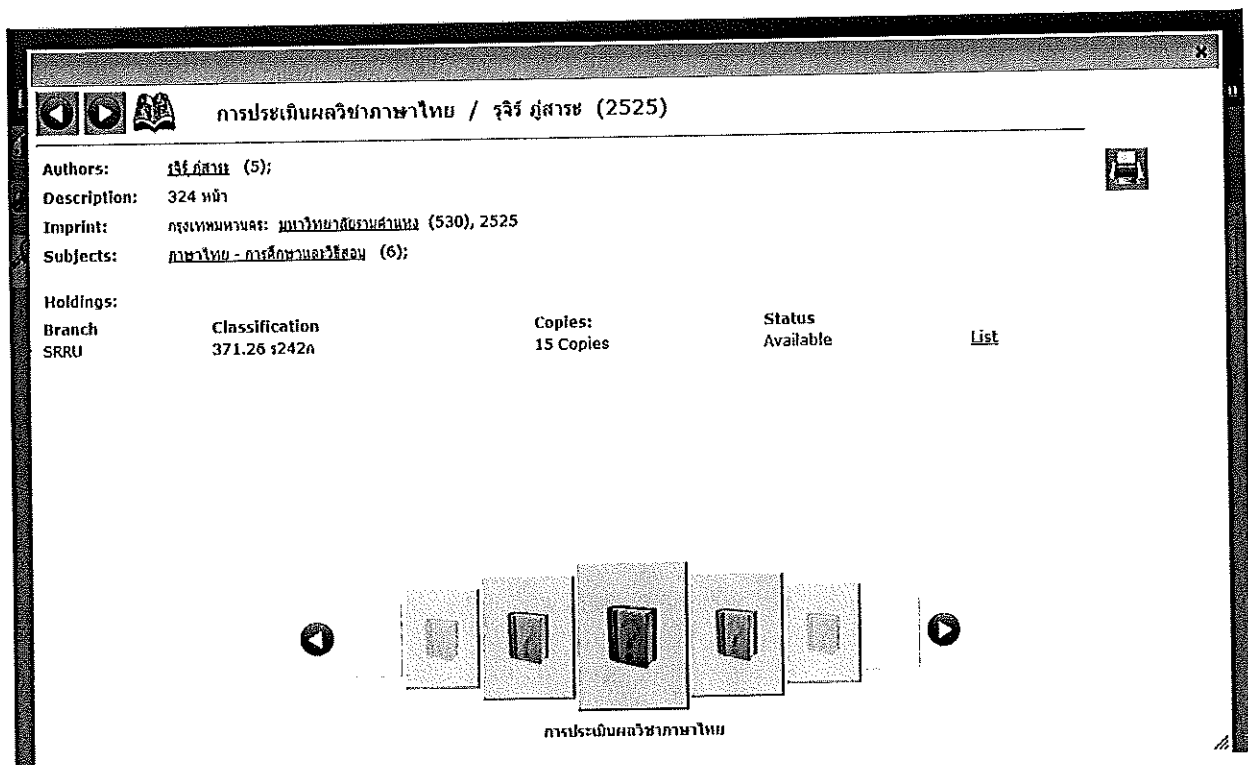 x
การประเมินผลวิชาภาษาไทย / รุจิร์ ภู่สาระ (2525)
Authors: รุจิร์ ภู่สาระ (5);
Description: 324 หน้า
Imprint: กรุงเทพมหานคร: มหาวิทยาลัยรามคำแหง (530), 2525
Subjects: ภาษาไทย - การศึกษาและวิธีสอน (6);
Holdings:
Branch Classification Copies: Status
SRRU 371.26 ร242ก 15 Copies Available List
การประเมินผลวิชาภาษาไทย